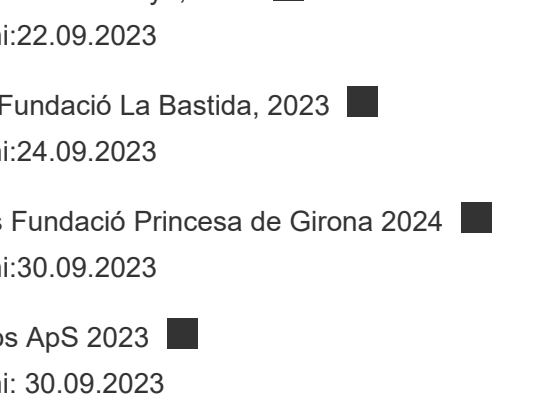 i:22.09.2023
Fundació La Bastida, 2023
i:24.09.2023
s Fundació Princesa de Girona 2024
i:30.09.2023
os ApS 2023
i: 30.09.2023